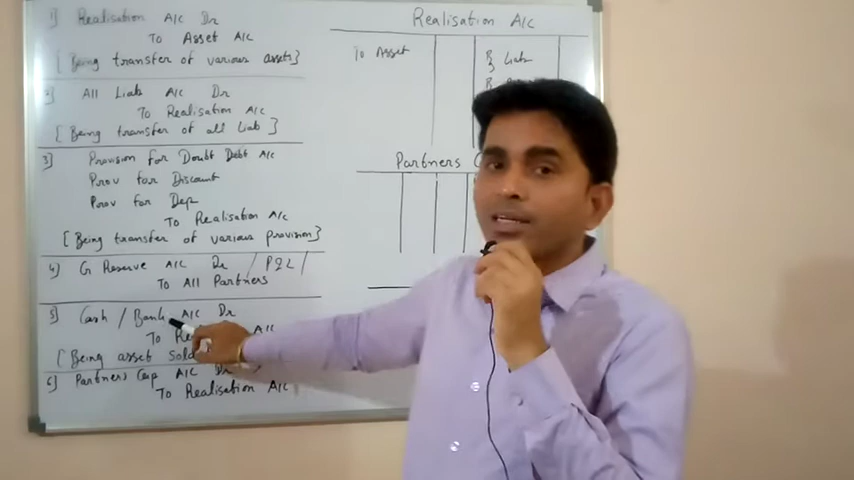 1) Realisation A/c Dr
To Asset A/c
[Being transfer of various assets]
2) All Liab A/c Dr
To Realisation A/c
[Being transfer of all Liab]
3) Provision for Doubt Debt A/c
Prov for Discount
Prov for Dep
To Realisation A/c
[Being transfer of various provision]
4) G Reserve A/c Dr / P&L /
To All Partners
5) Cash / Bank A/c Dr
To A/c
[Being asset sold
6) Partners Cap A/c Dr
To Realisation A/c
Realisation A/c
To Asset
By Liab
By
Partners